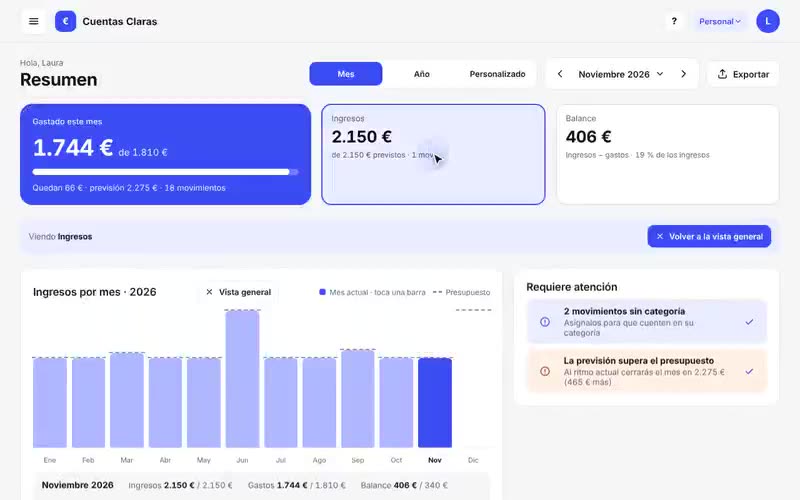 € Cuentas Claras
? Personal L
Hola, Laura
Resumen
Mes Año Personalizado
Noviembre 2026
Exportar
Gastado este mes
1.744 € de 1.810 €
Quedan 66 € · previsión 2.275 € · 18 movimientos
Ingresos
2.150 €
de 2.150 € previstos · 1 mov
Balance
406 €
Ingresos − gastos · 19 % de los ingresos
Viendo Ingresos
× Volver a la vista general
Ingresos por mes · 2026
× Vista general
Mes actual · toca una barra
Presupuesto
Ene Feb Mar Abr May Jun Jul Ago Sep Oct Nov Dic
Noviembre 2026 Ingresos 2.150 € / 2.150 € Gastos 1.744 € / 1.810 € Balance 406 € / 340 €
Requiere atención
2 movimientos sin categoría
Asígnalos para que cuenten en su
categoría
La previsión supera el presupuesto
Al ritmo actual cerrarás el mes en 2.275 €
(465 € más)